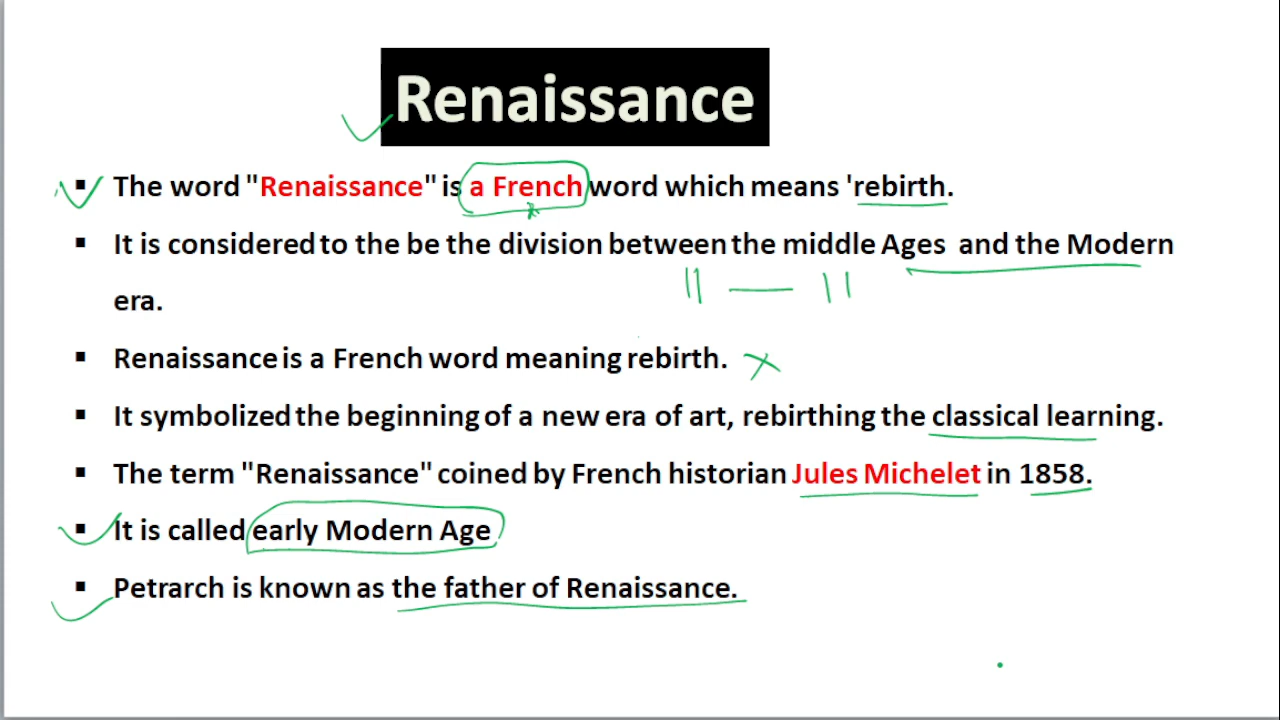 Renaissance
▪ The word "Renaissance" is a French word which means 'rebirth.
▪ It is considered to the be the division between the middle Ages and the Modern
era.
▪ Renaissance is a French word meaning rebirth.
▪ It symbolized the beginning of a new era of art, rebirthing the classical learning.
▪ The term "Renaissance" coined by French historian Jules Michelet in 1858.
▪ It is called early Modern Age
▪ Petrarch is known as the father of Renaissance.